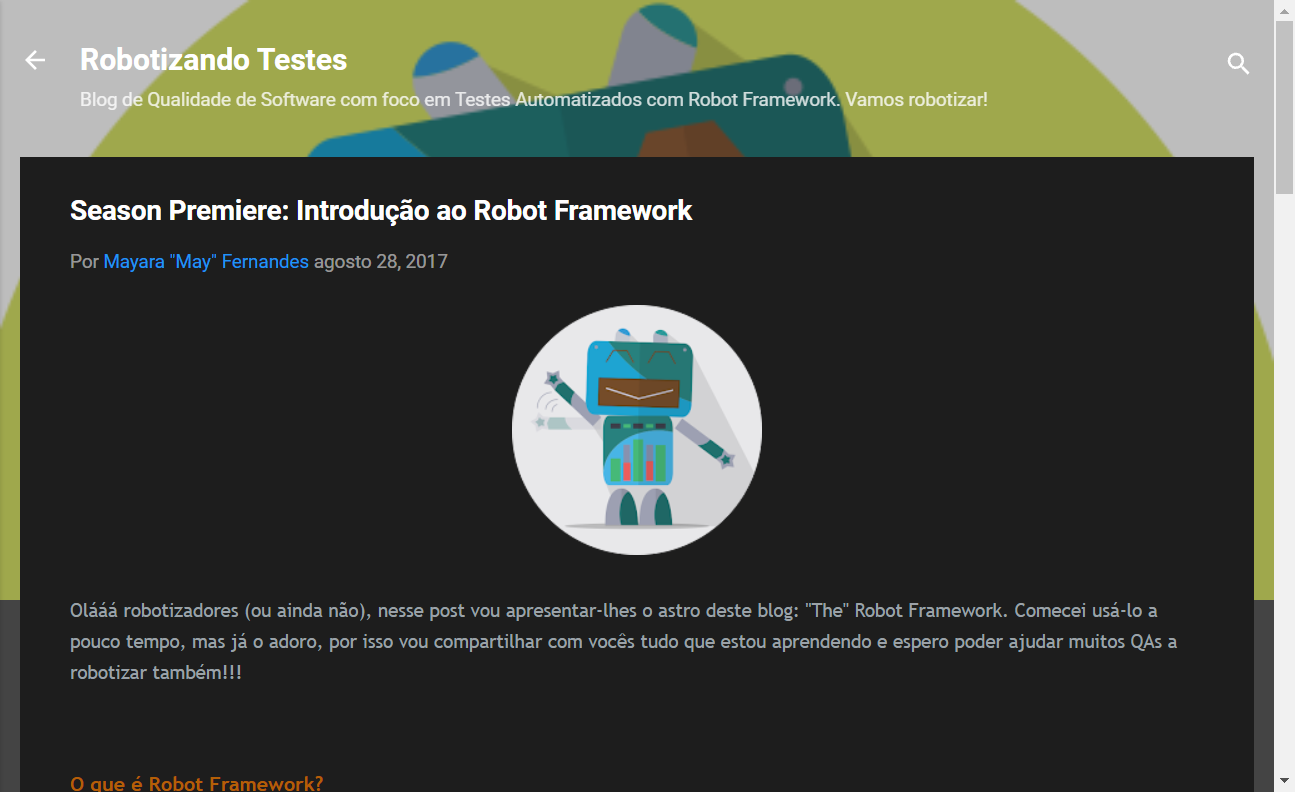 Robotizando Testes
Blog de Qualidade de Software com foco em Testes Automatizados com Robot Framework. Vamos robotizar!
Season Premiere: Introdução ao Robot Framework
Por Mayara "May" Fernandes agosto 28, 2017
Olááá robotizadores (ou ainda não), nesse post vou apresentar-lhes o astro deste blog: "The" Robot Framework. Comecei usá-lo a
pouco tempo, mas já o adoro, por isso vou compartilhar com vocês tudo que estou aprendendo e espero poder ajudar muitos QAs a
robotizar também!!!
O que é Robot Framework?